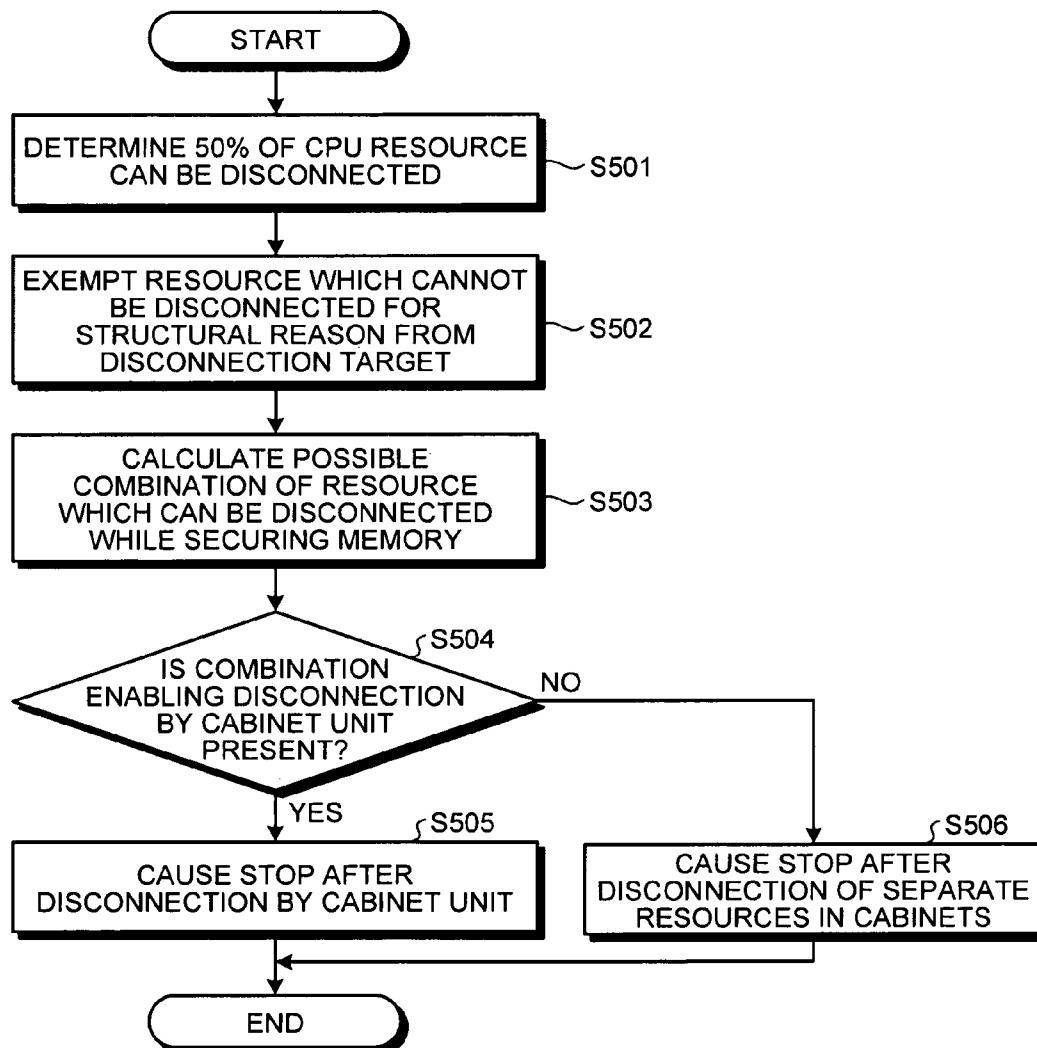 START
DETERMINE 50% OF CPU RESOURCE
CAN BE DISCONNECTED
S501
EXEMPT RESOURCE WHICH CANNOT
BE DISCONNECTED FOR
STRUCTURAL REASON FROM
DISCONNECTION TARGET
S502
CALCULATE POSSIBLE
COMBINATION OF RESOURCE
WHICH CAN BE DISCONNECTED
WHILE SECURING MEMORY
S503
S504
IS COMBINATION
ENABLING DISCONNECTION
BY CABINET UNIT
PRESENT?
NO
YES
S505
CAUSE STOP AFTER
DISCONNECTION BY CABINET UNIT
S506
CAUSE STOP AFTER
DISCONNECTION OF SEPARATE
RESOURCES IN CABINETS
END